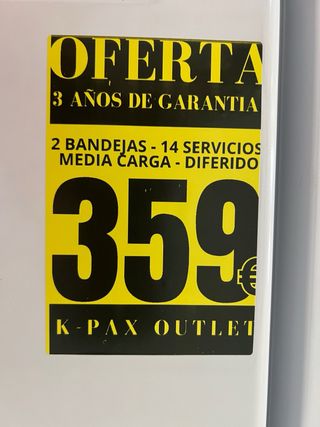 OFERTA
3 AÑOS DE GARANTIA
2 BANDEJAS - 14 SERVICIOS
MEDIA CARGA - DIFERIDO
359€
K-PAX OUTLET